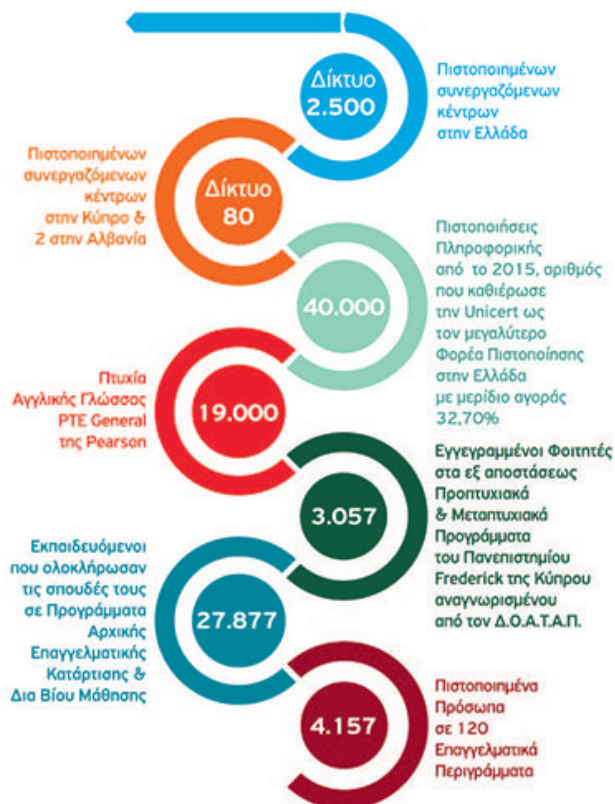 Δίκτυο
2.500
Πιστοποιημένων
συνεργαζόμενων
κέντρων
στην Ελλάδα
Πιστοποιημένων
συνεργαζόμενων
κέντρων
στην Κύπρο &
2 στην Αλβανία
Δίκτυο
80
40.000
Πιστοποιήσεις
Πληροφορικής
από το 2015, αριθμός
που καθιέρωσε
την Unicert ως
τον μεγαλύτερο
Φορέα Πιστοποίησης
στην Ελλάδα
με μερίδιο αγοράς
32,70%
Πτυχία
Αγγλικής Γλώσσας
PTE General
της Pearson
19.000
3.057
Εγγεγραμμένοι Φοιτητές
στα εξ αποστάσεως
Προπτυχιακά
& Μεταπτυχιακά
Προγράμματα
του Πανεπιστημίου
Frederick της Κύπρου
αναγνωρισμένου
από τον Δ.Ο.Α.Τ.Α.Π.
Εκπαιδευόμενοι
που ολοκλήρωσαν
τις σπουδές τους
σε Προγράμματα
Αρχικής
Επαγγελματικής
Κατάρτισης &
Δια Βίου Μάθησης
27.877
4.157
Πιστοποιημένα
Πρόσωπα
σε 120
Επαγγελματικά
Περιγράμματα